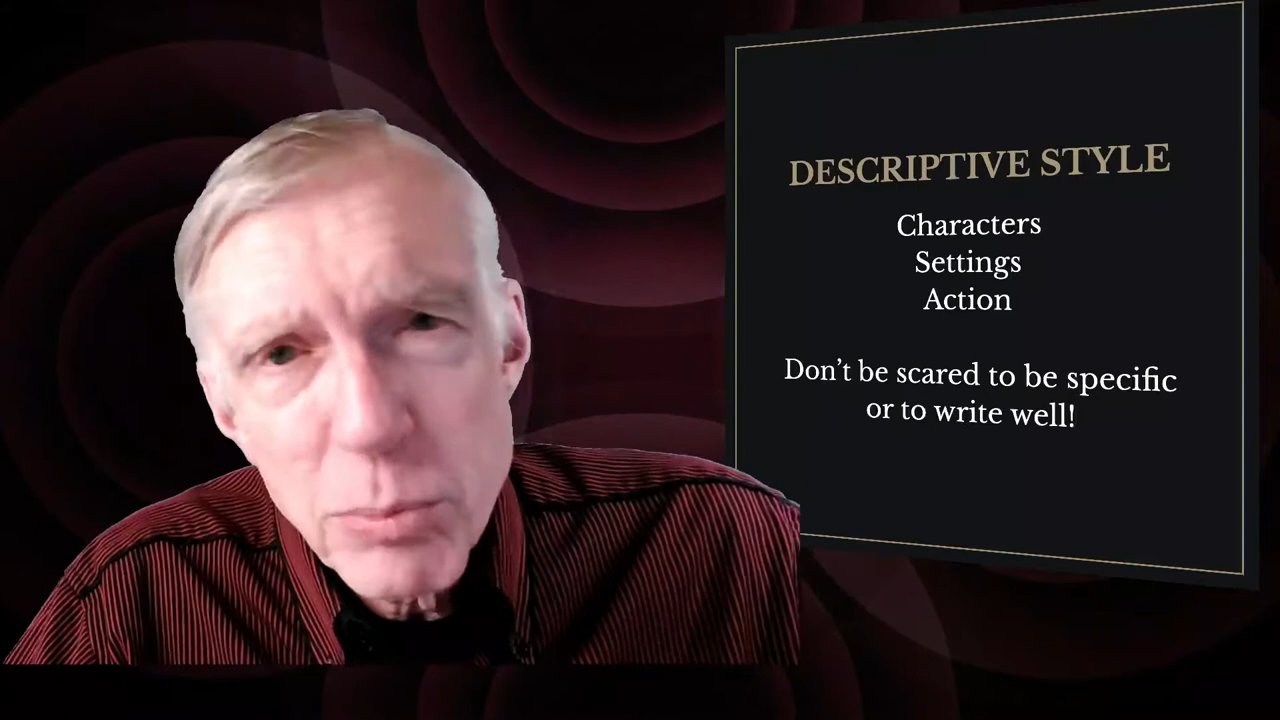 DESCRIPTIVE STYLE
Characters
Settings
Action
Don’t be scared to be specific
or to write well!